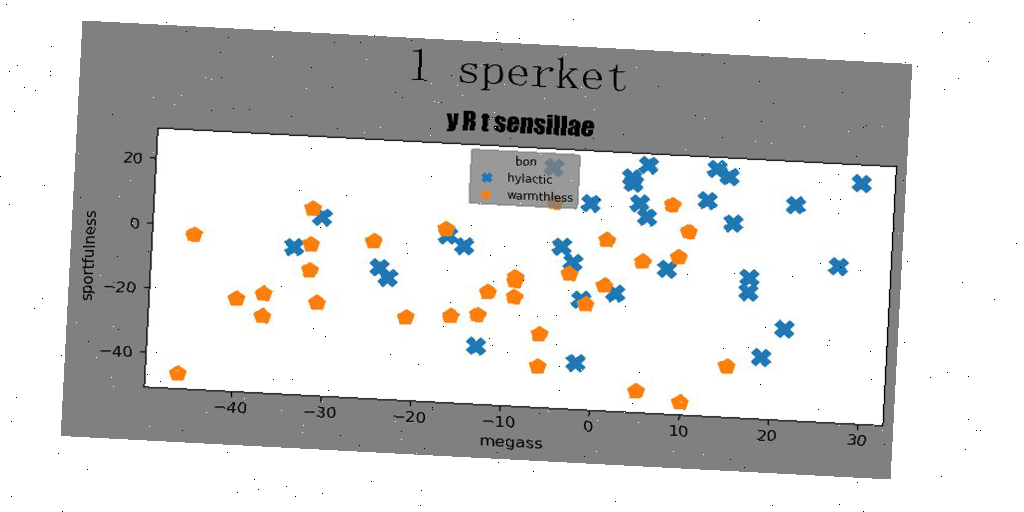 1 sperket
y R t sensillae
bon
hylactic
warmthless
sportfulness
20
0
−20
−40
−40
−30
−20
−10
0
10
20
30
megass